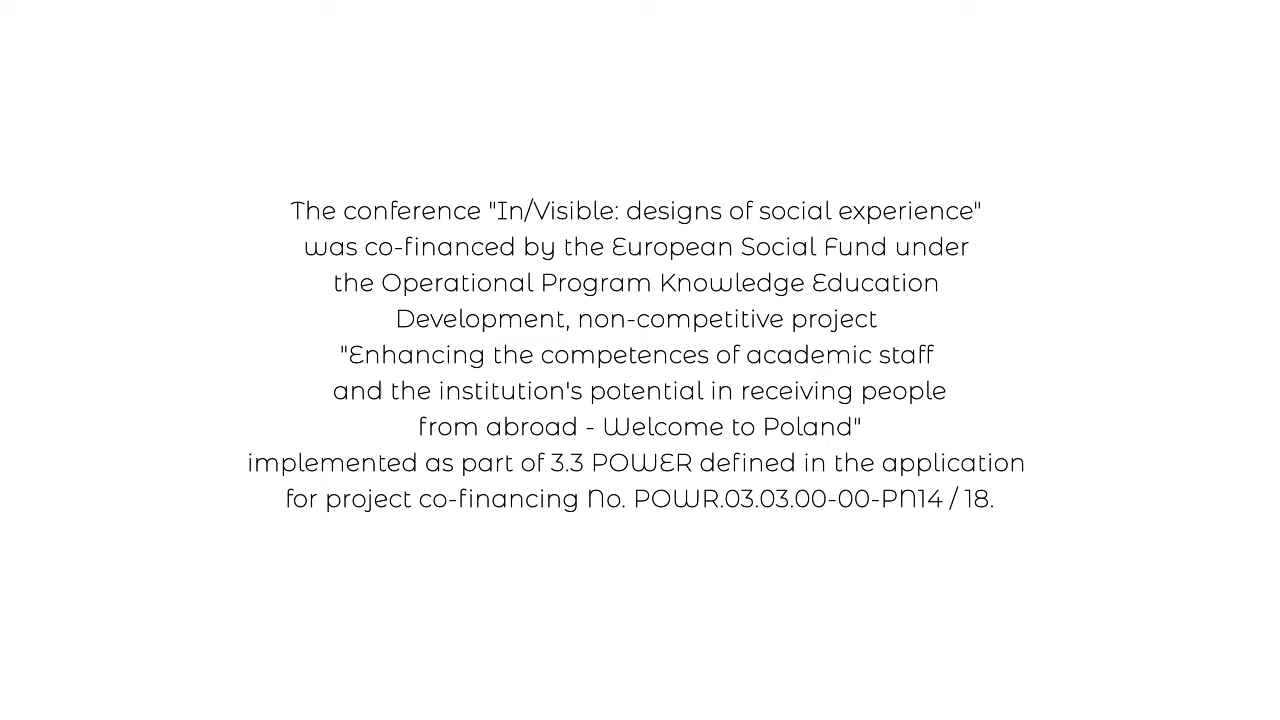 The conference "In/Visible: designs of social experience"
was co-financed by the European Social Fund under
the Operational Program Knowledge Education
Development, non-competitive project
"Enhancing the competences of academic staff
and the institution's potential in receiving people
from abroad - Welcome to Poland"
implemented as part of 3.3 POWER defined in the application
for project co-financing No. POWR.03.03.00-00-PN14 / 18.